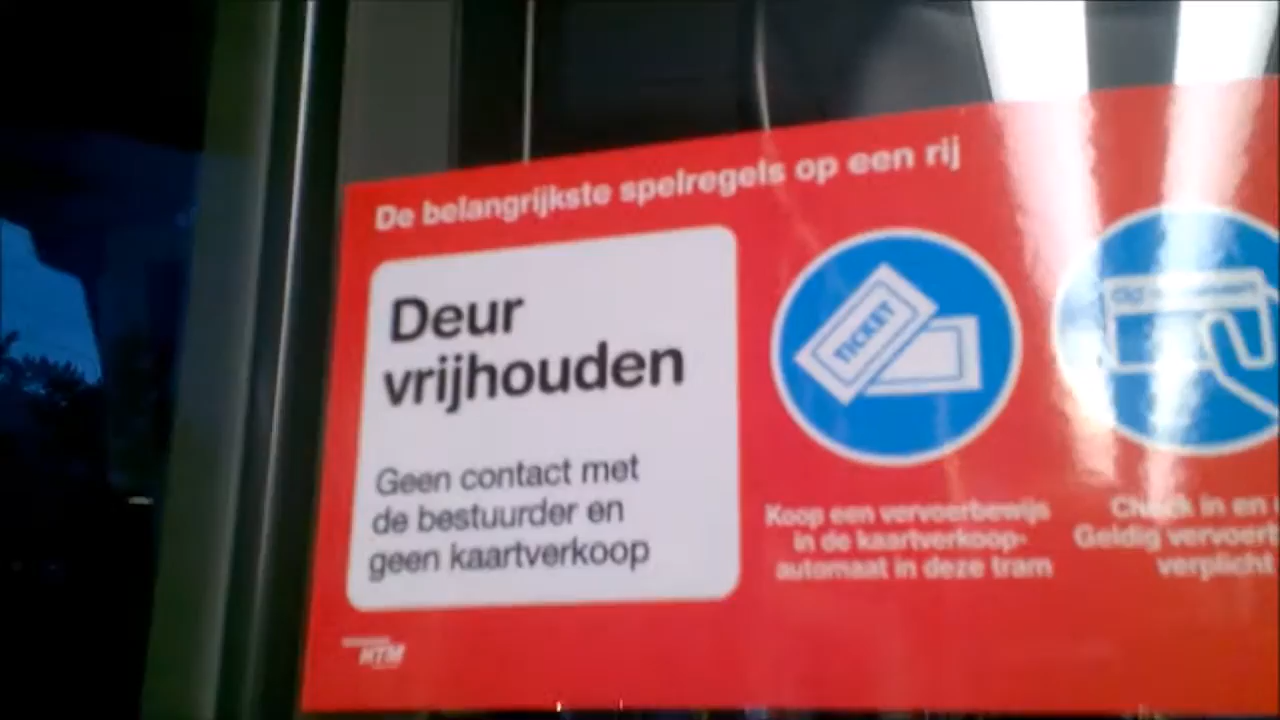 De belangrijkste spelregels op een rij
Deur
vrijhouden
Geen contact met
de bestuurder en
geen kaartverkoop
TICKET
Koop een vervoerbewijs
in de kaartverkoop-
automaat in deze tram
Check in en
Geldig vervoerb
verplicht
HTM